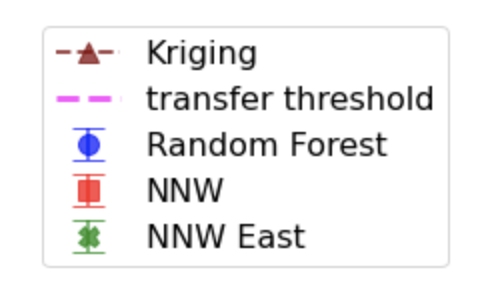 Kriging
transfer threshold
Random Forest
NNW
NNW East